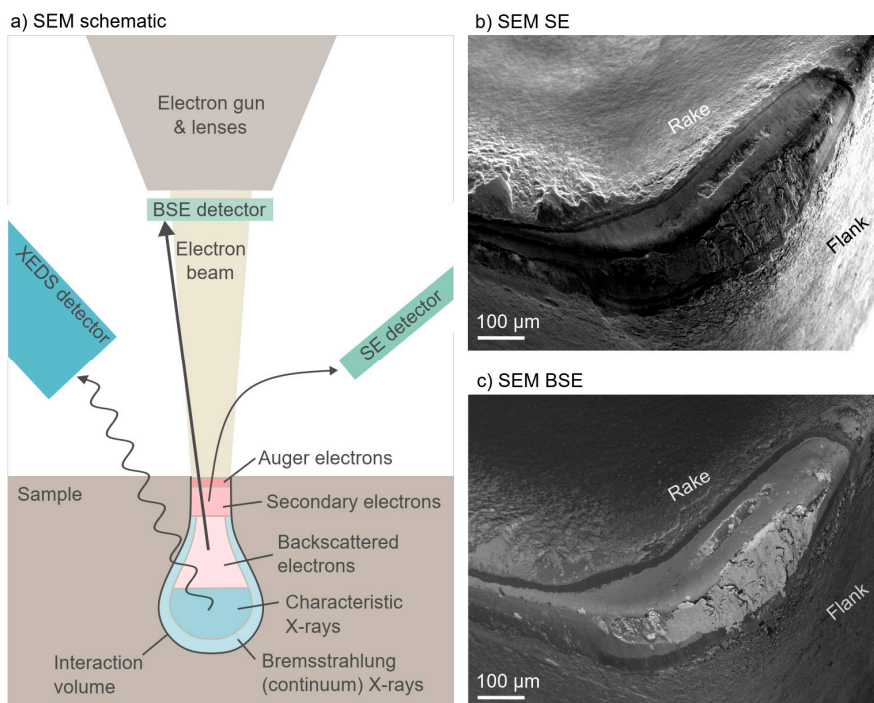 a) SEM schematic
Electron gun
& lenses
BSE detector
Electron
beam
XEDS detector
SE detector
Sample
Auger electrons
Secondary electrons
Backscattered
electrons
Characteristic
X-rays
Interaction
volume
Bremsstrahlung
(continuum) X-rays
b) SEM SE
Rake
Flank
100 µm
c) SEM BSE
Rake
Flank
100 µm